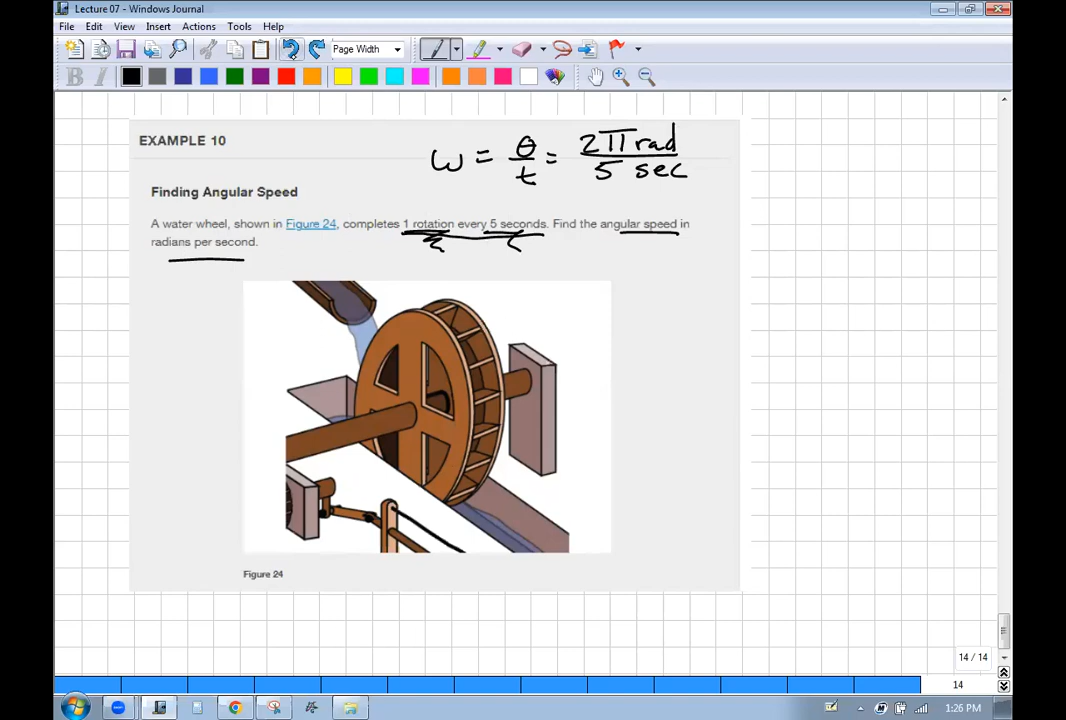 Lecture 07 - Windows Journal
File Edit View Insert Actions Tools Help
Page Width
B I
EXAMPLE 10
ω = θ/t = 2π rad/5 sec
Finding Angular Speed
A water wheel, shown in Figure 24, completes 1 rotation every 5 seconds. Find the angular speed in
radians per second.
Figure 24
14 / 14
14
1:26 PM